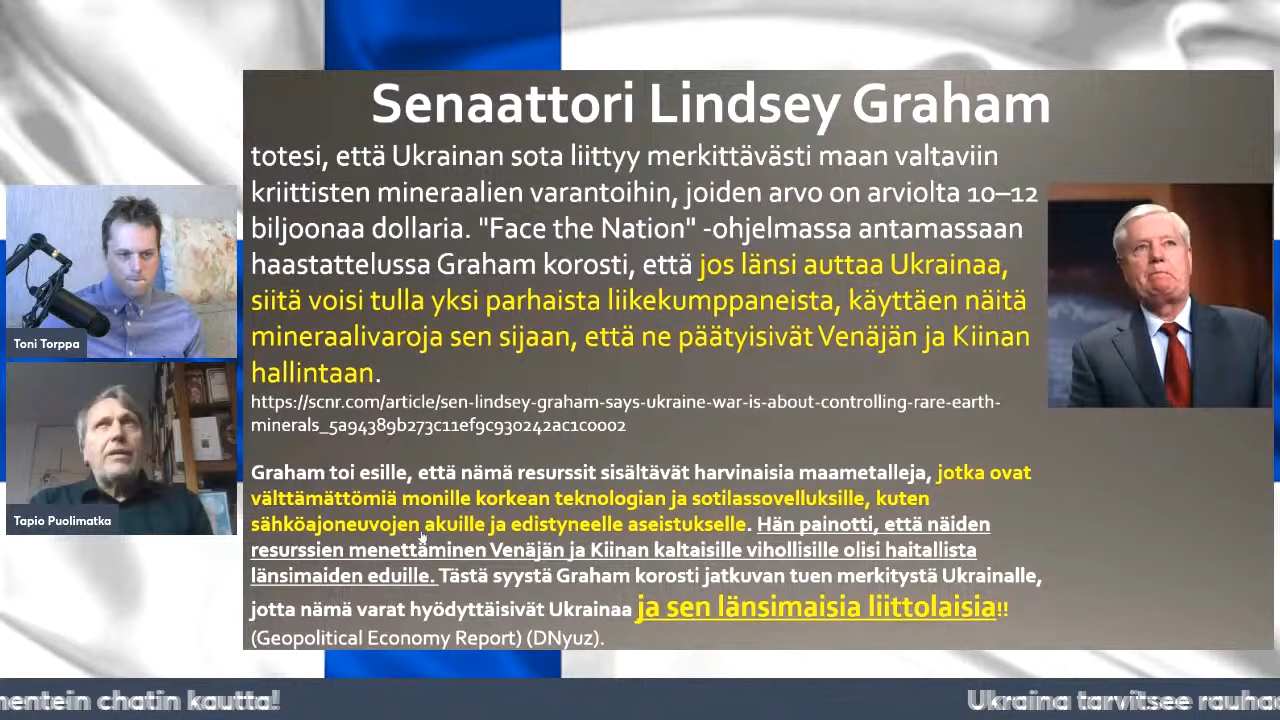 Senaattori Lindsey Graham
totesi, että Ukrainan sota liittyy merkittävästi maan valtaviin
kriittisten mineraalien varantoihin, joiden arvo on arviolta 10–12
biljoonaa dollaria. "Face the Nation" -ohjelmassa antamassaan
haastattelussa Graham korosti, että jos länsi auttaa Ukrainaa,
siitä voisi tulla yksi parhaista liikekumppaneista, käyttäen näitä
mineraalivaroja sen sijaan, että ne päätyisivät Venäjän ja Kiinan
hallintaan.
https://scnr.com/article/sen-lindsey-graham-says-ukraine-war-is-about-controlling-rare-earth-
minerals_5a94389b273c11ef9c930242ac1c0002
Graham toi esille, että nämä resurssit sisältävät harvinaisia maametalleja, jotka ovat
välttämättömiä monille korkean teknologian ja sotilassovelluksille, kuten
sähköajoneuvojen akuille ja edistyneelle aseistukselle. Hän painotti, että näiden
resurssien menettäminen Venäjän ja Kiinan kaltaisille vihollisille olisi haitallista
länsimaiden eduille. Tästä syystä Graham korosti jatkuvan tuen merkitystä Ukrainalle,
jotta nämä varat hyödyttäisivät Ukrainaa ja sen länsimaisia liittolaisia!!
(Geopolitical Economy Report) (DNyuz).
Toni Torppa
Tapio Puolimatka
mentein chatin kautta! Ukraina tarvitsee rauhaa